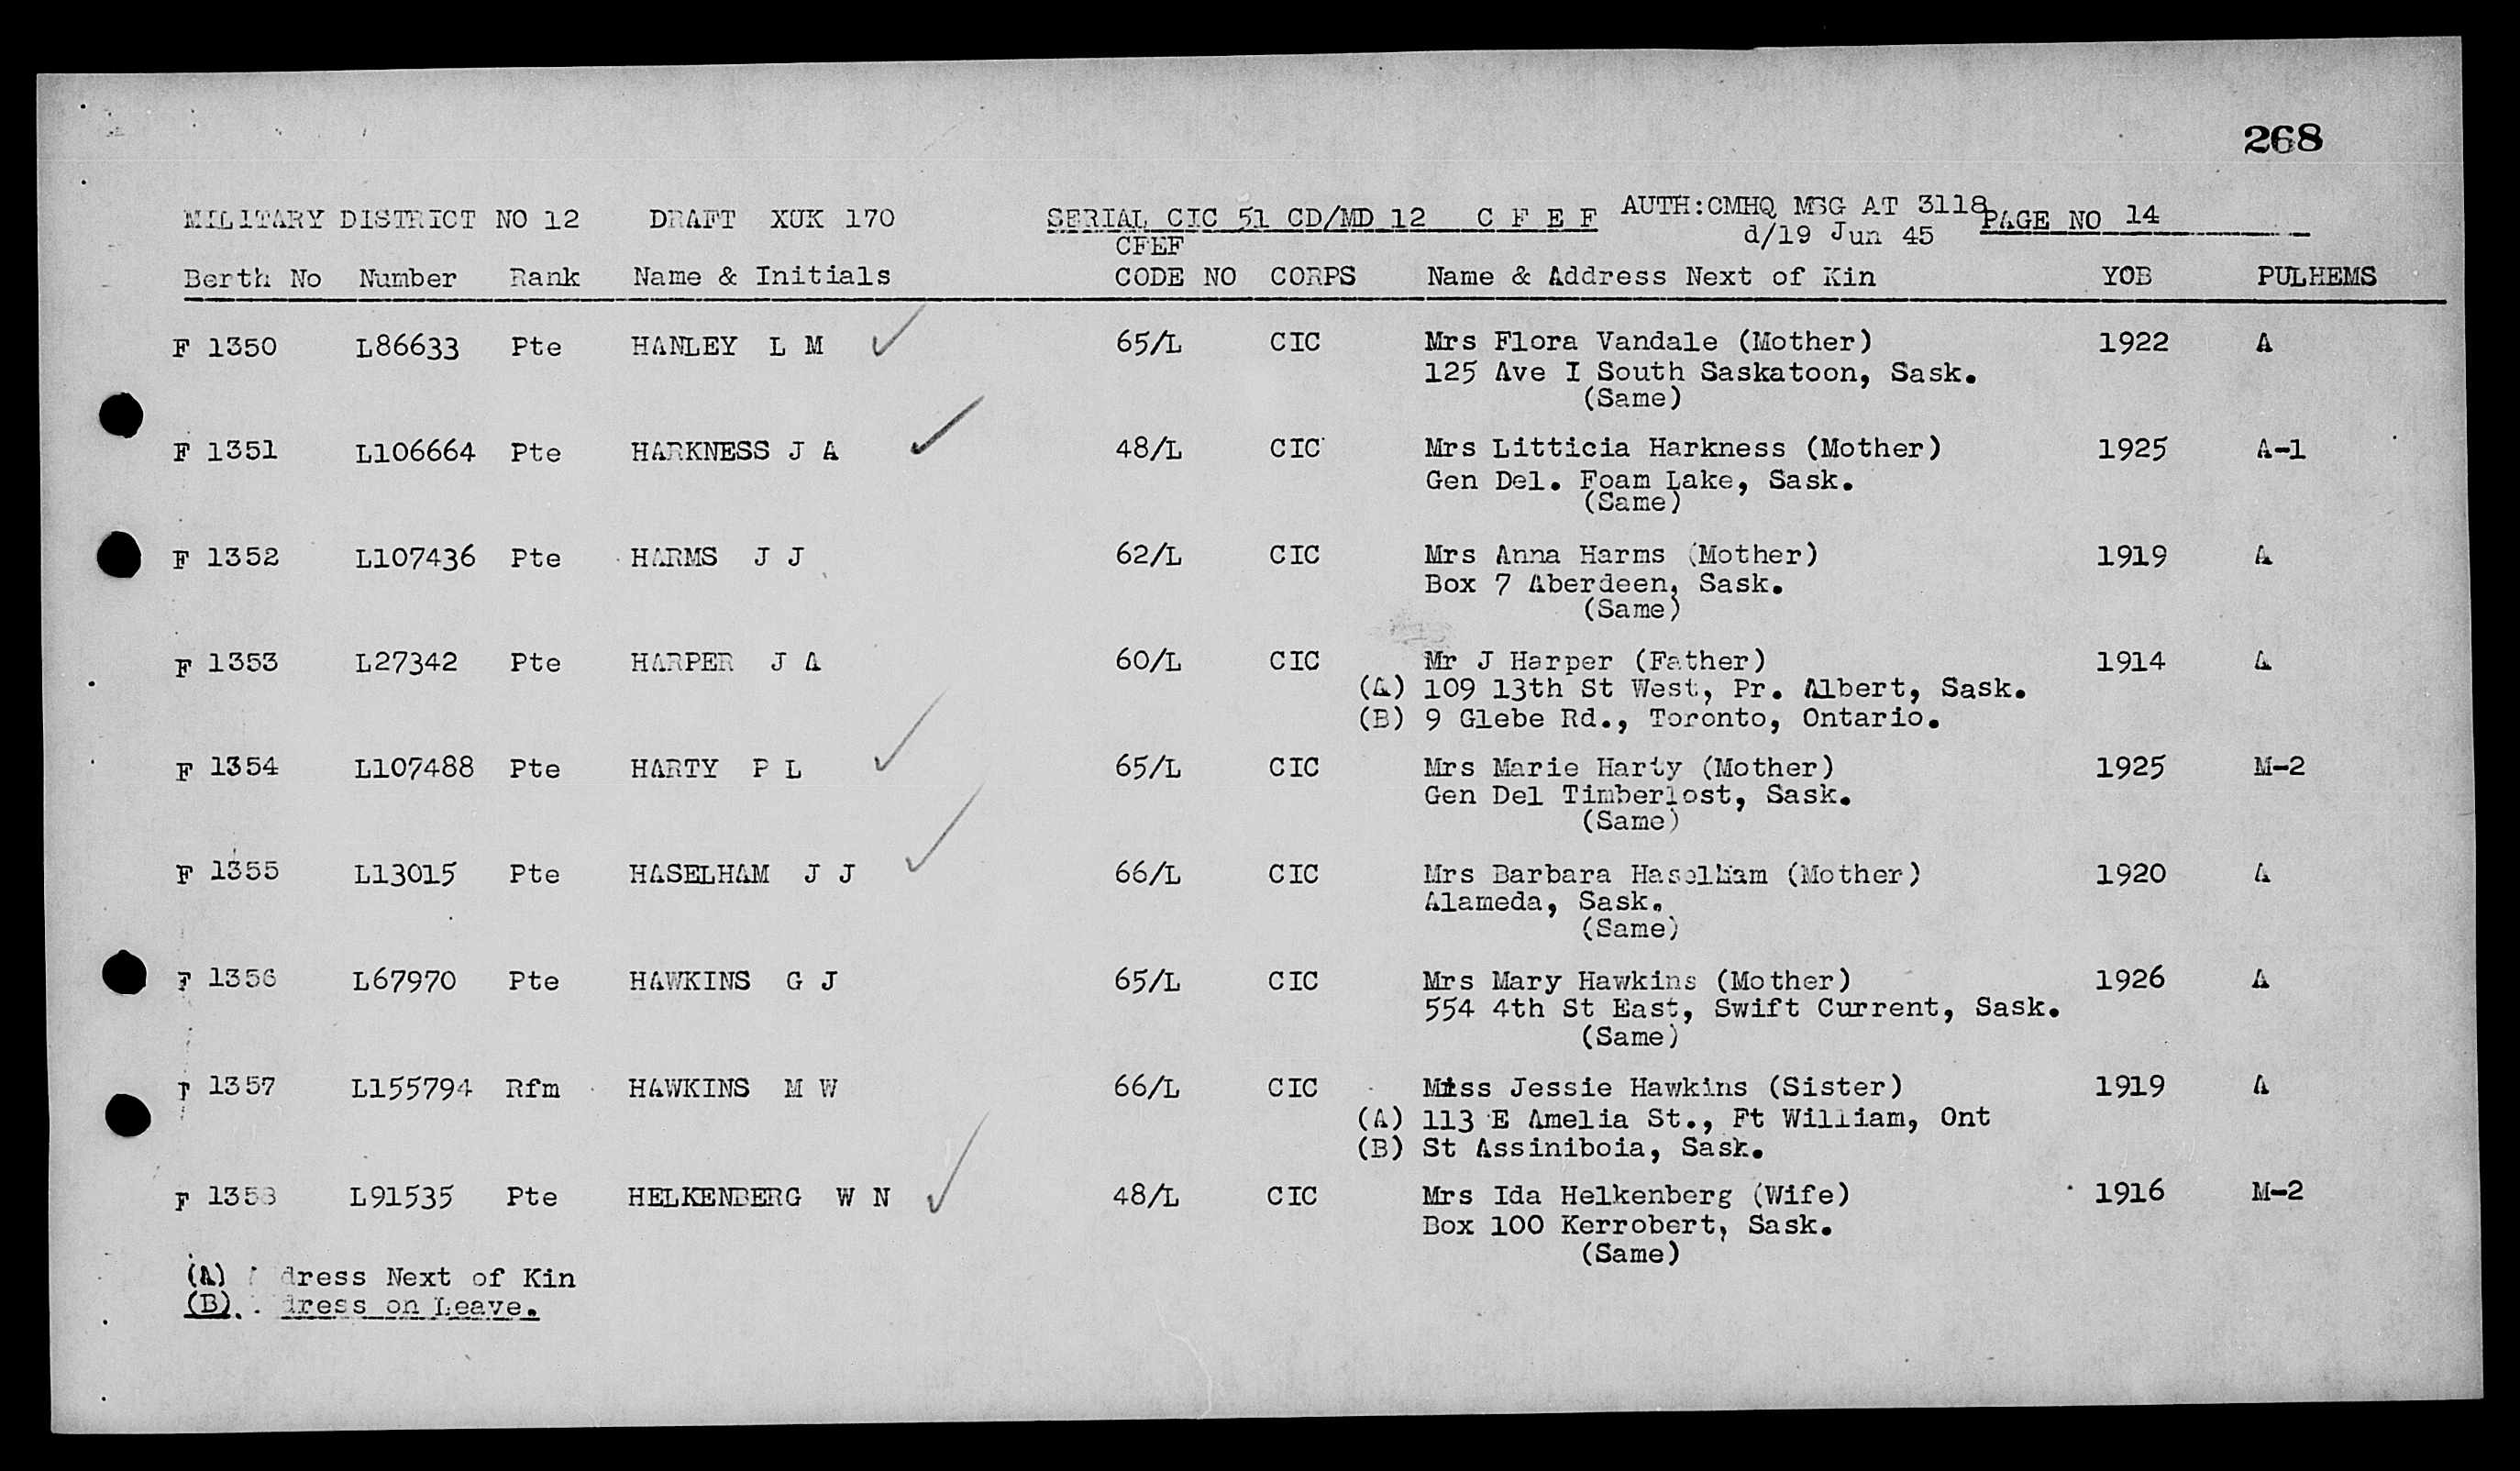 268
MILITARY DISTRICT NO 12 DRAFT XUK 170 SERIAL CIC 51 CD/MD 12 C F E F AUTH:CMHQ MSG AT 3118 PAGE NO 14
d/19 Jun 45
CFEF
Berth No Number Rank Name & Initials CODE NO CORPS Name & Address Next of Kin YOB PULHEMS
F 1350 L86633 Pte HANLEY L M ✓ 65/L CIC Mrs Flora Vandale (Mother) 1922 A
125 Ave I South Saskatoon, Sask.
(Same)
F 1351 L106664 Pte HARKNESS J A ✓ 48/L CIC Mrs Litticia Harkness (Mother) 1925 A-1
Gen Del. Foam Lake, Sask.
(Same)
F 1352 L107436 Pte HARMS J J 62/L CIC Mrs Anna Harms (Mother) 1919 A
Box 7 Aberdeen, Sask.
(Same)
F 1353 L27342 Pte HARPER J A 60/L CIC Mr J Harper (Father) 1914 A
(A) 109 13th St West, Pr. Albert, Sask.
(B) 9 Glebe Rd., Toronto, Ontario.
F 1354 L107488 Pte HARTY P L ✓ 65/L CIC Mrs Marie Harty (Mother) 1925 M-2
Gen Del Timberlost, Sask.
(Same)
F 1355 L13015 Pte HASELHAM J J ✓ 66/L CIC Mrs Barbara Haselham (Mother) 1920 A
Alameda, Sask.
(Same)
F 1356 L67970 Pte HAWKINS G J 65/L CIC Mrs Mary Hawkins (Mother) 1926 A
554 4th St East, Swift Current, Sask.
(Same)
F 1357 L155794 Rfm HAWKINS M W 66/L CIC Miss Jessie Hawkins (Sister) 1919 A
(A) 113 E Amelia St., Ft William, Ont
(B) St Assiniboia, Sask.
F 1358 L91535 Pte HELKENBERG W N ✓ 48/L CIC Mrs Ida Helkenberg (Wife) 1916 M-2
Box 100 Kerrobert, Sask.
(Same)
(A) Address Next of Kin
(B) Address on Leave.